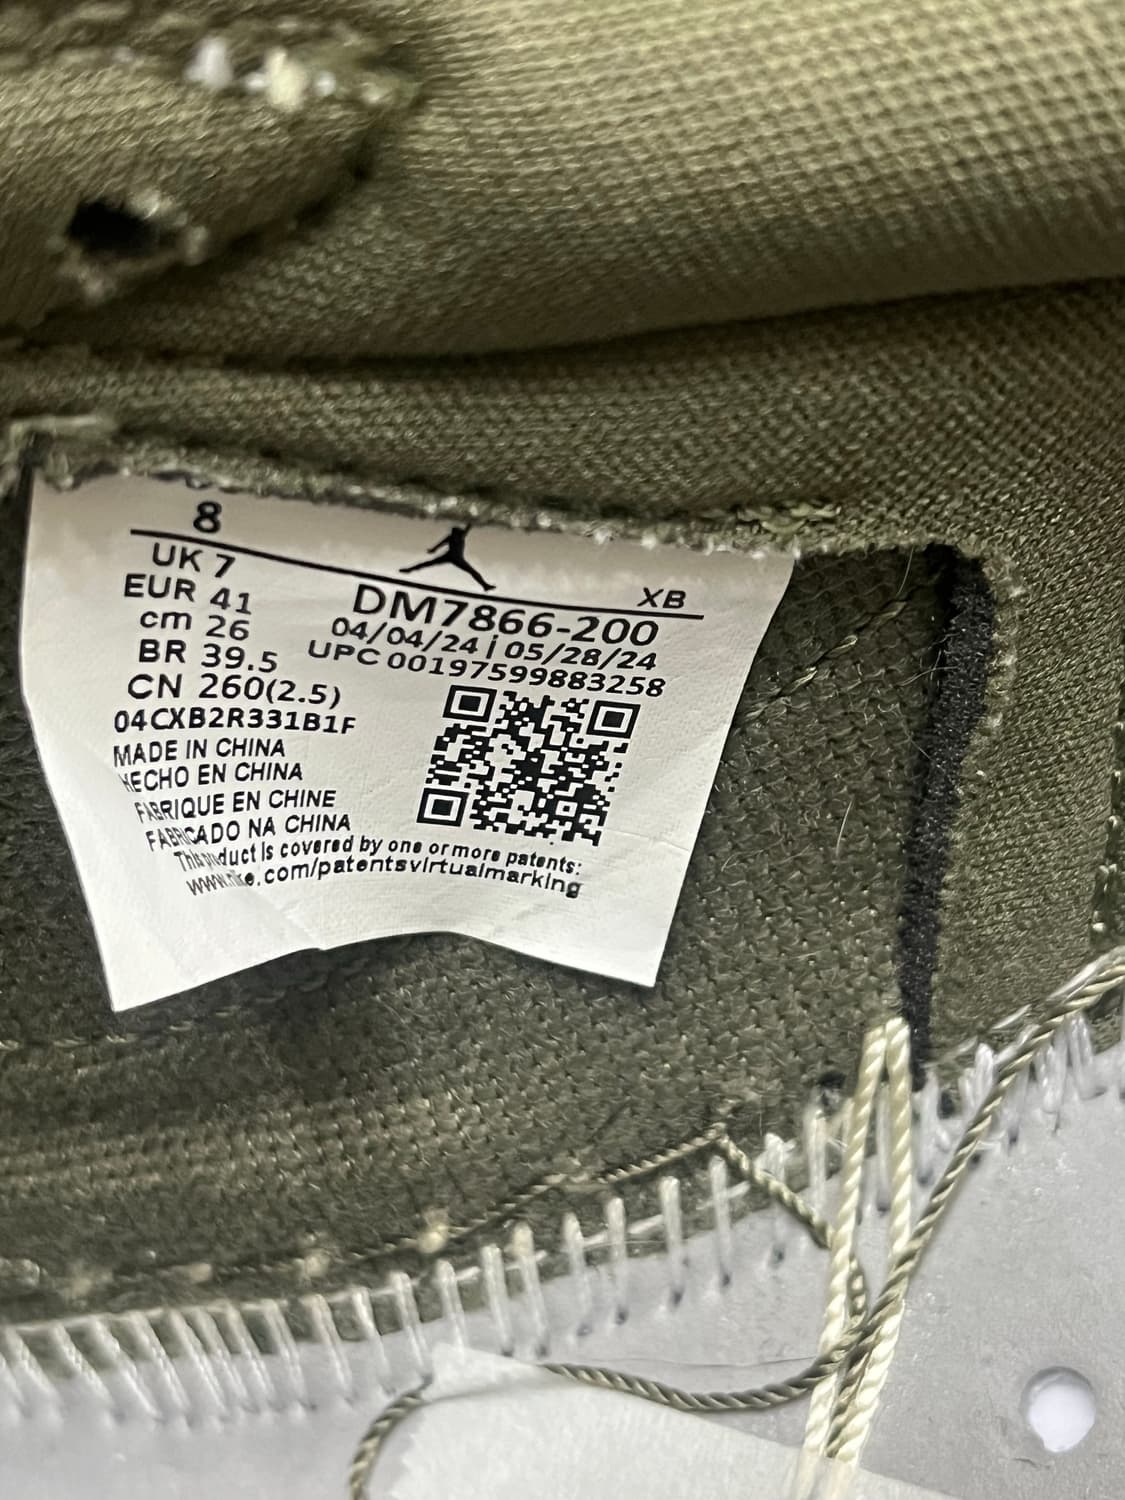 8
UK 7
EUR 41
cm 26
BR 39.5
CN 260(2.5)
04CXB2R331B1F
XB
DM7866-200
04/04/24 | 05/28/24
UPC 00197599883258
MADE IN CHINA
HECHO EN CHINA
FABRIQUE EN CHINE
FABRICADO NA CHINA
This product is covered by one or more patents:
www.nike.com/patentsvirtualmarking